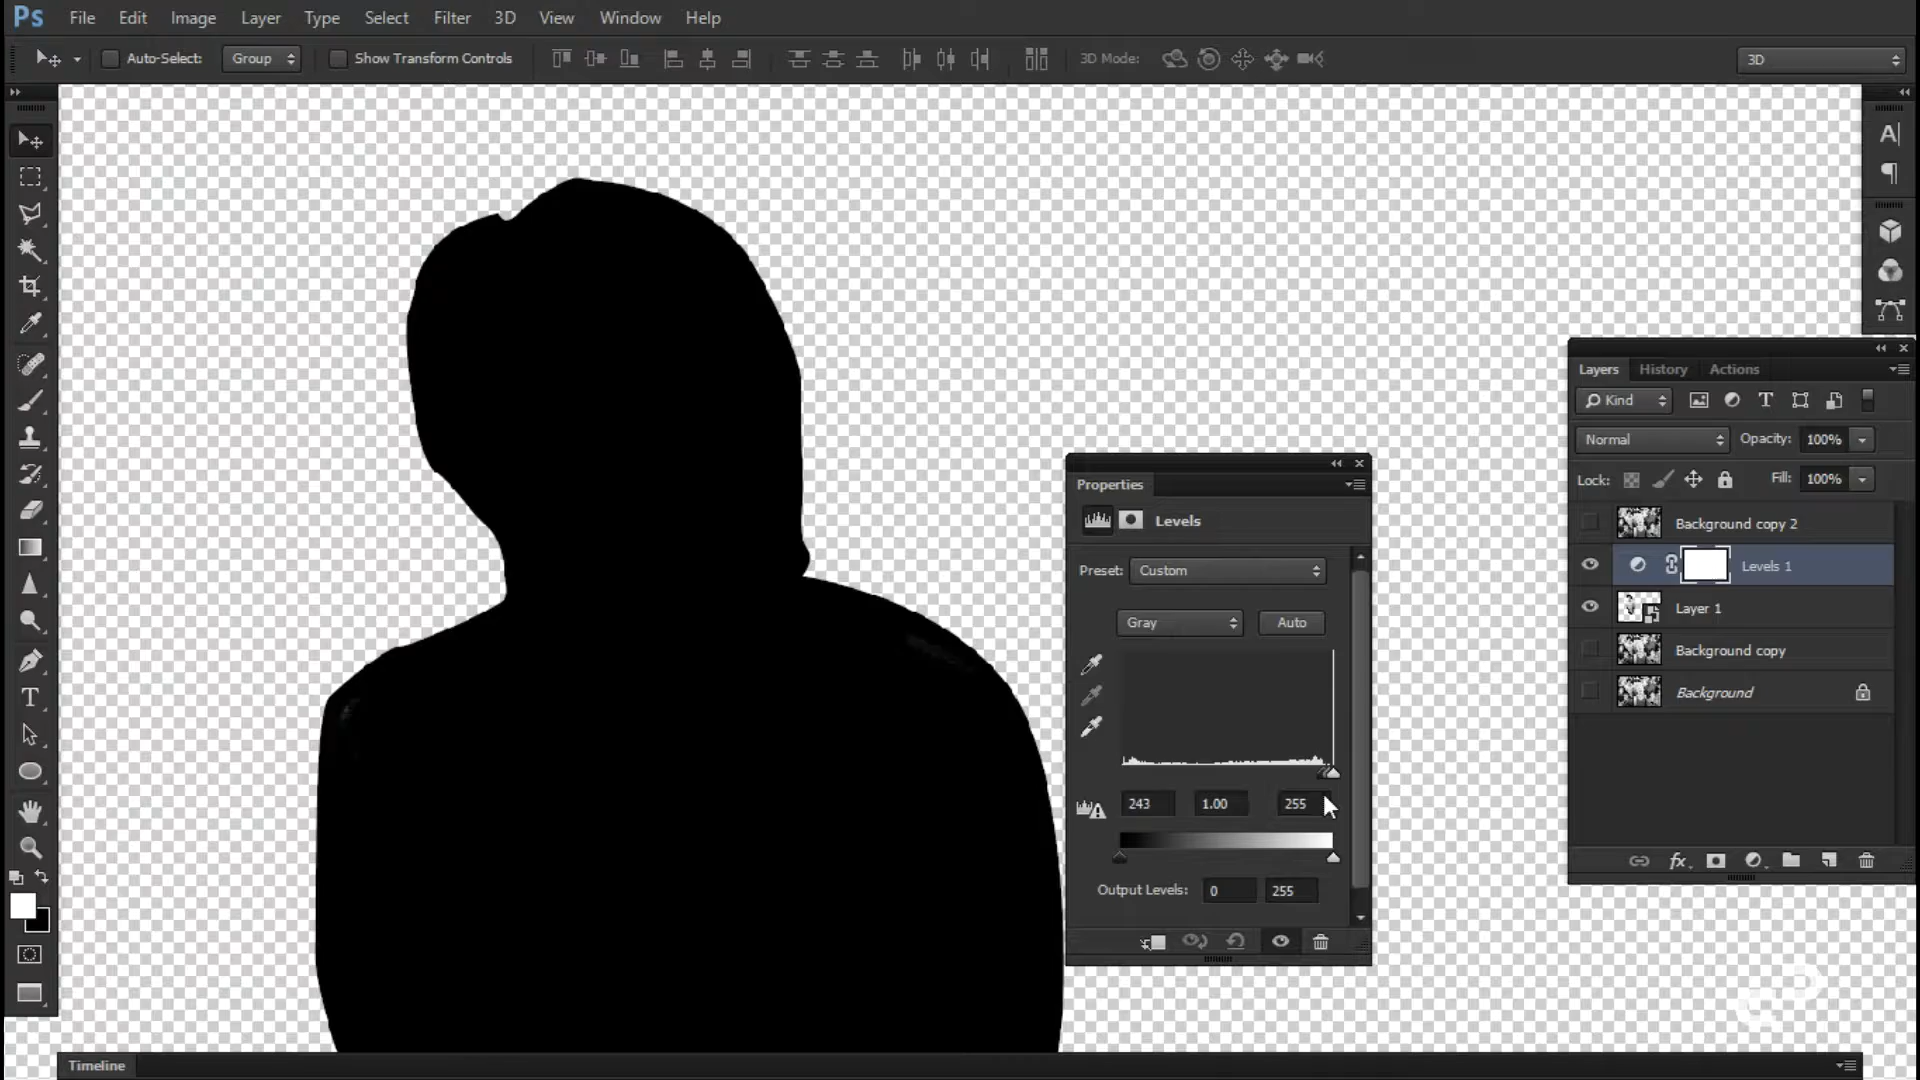 Ps File Edit Image Layer Type Select Filter 3D View Window Help
Auto-Select: Group Show Transform Controls 3D Mode: 3D
Layers History Actions
Kind
Normal Opacity: 100%
Lock: Fill: 100%
Background copy 2
Levels 1
Layer 1
Background copy
Background
Properties
Levels
Preset: Custom
Gray Auto
243 1.00 255
Output Levels: 0 255
Timeline